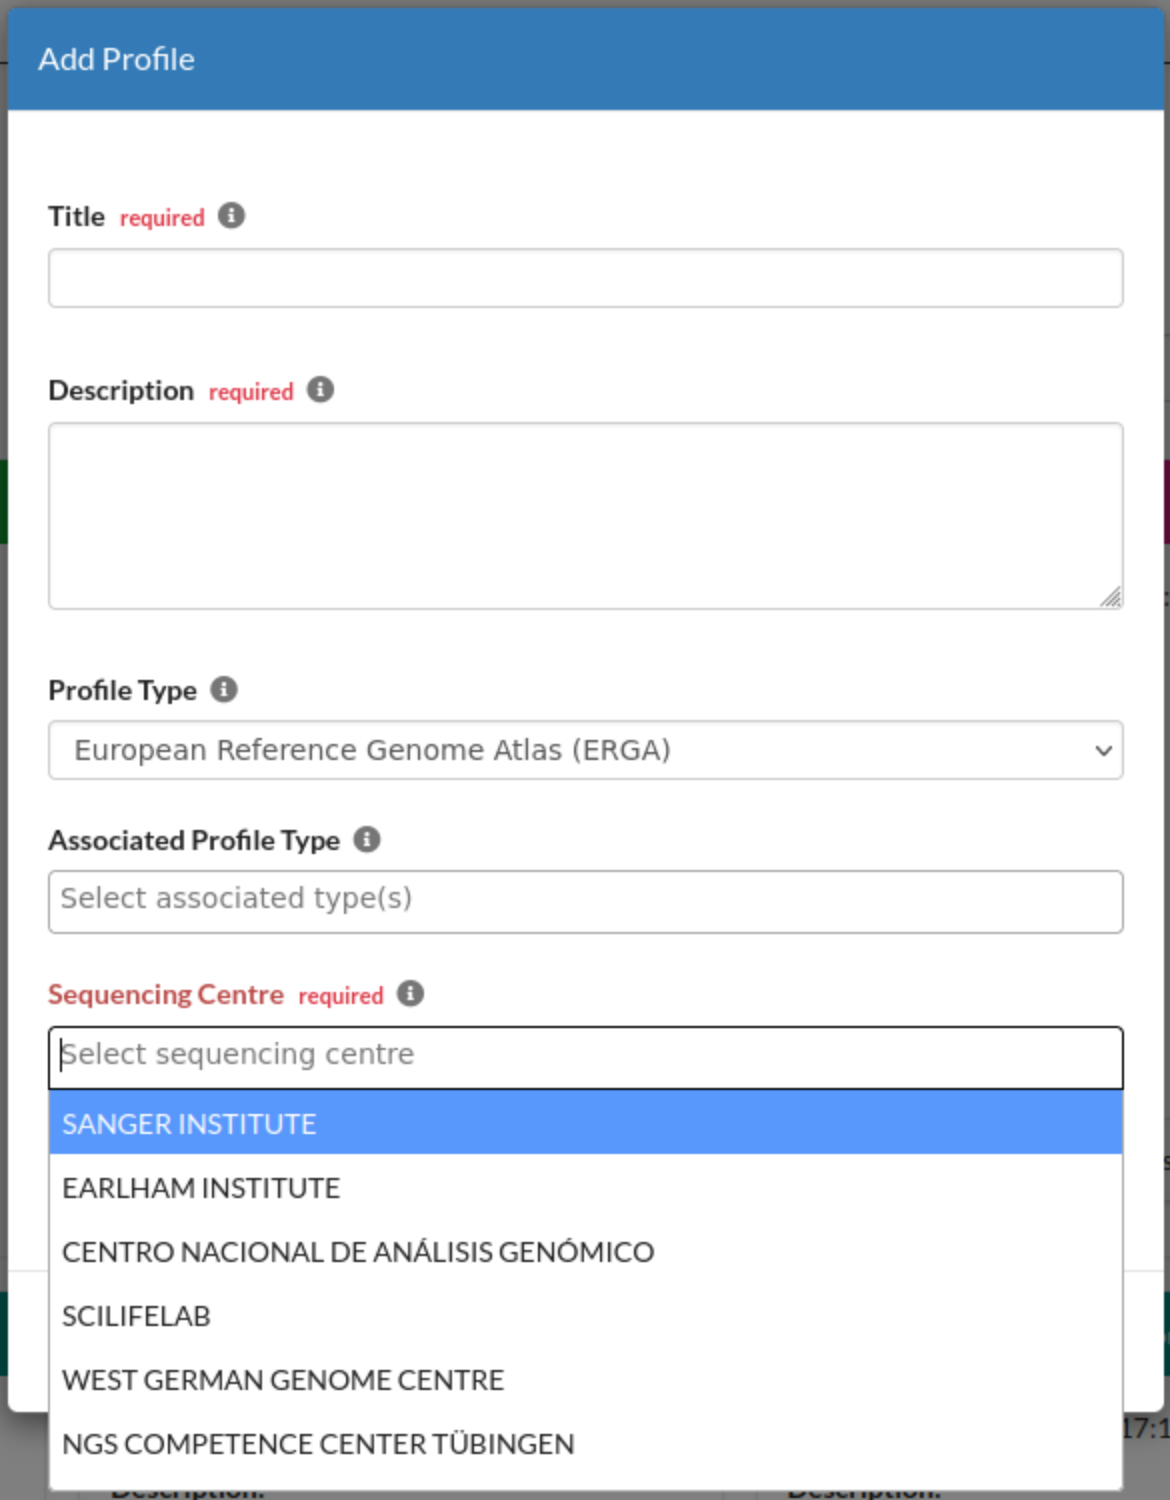 Add Profile
Title required
Description required
Profile Type
European Reference Genome Atlas (ERGA)
Associated Profile Type
Select associated type(s)
Sequencing Centre required
Select sequencing centre
SANGER INSTITUTE
EARLHAM INSTITUTE
CENTRO NACIONAL DE ANÁLISIS GENÓMICO
SCILIFELAB
WEST GERMAN GENOME CENTRE
NGS COMPETENCE CENTER TÜBINGEN
Description: Description: